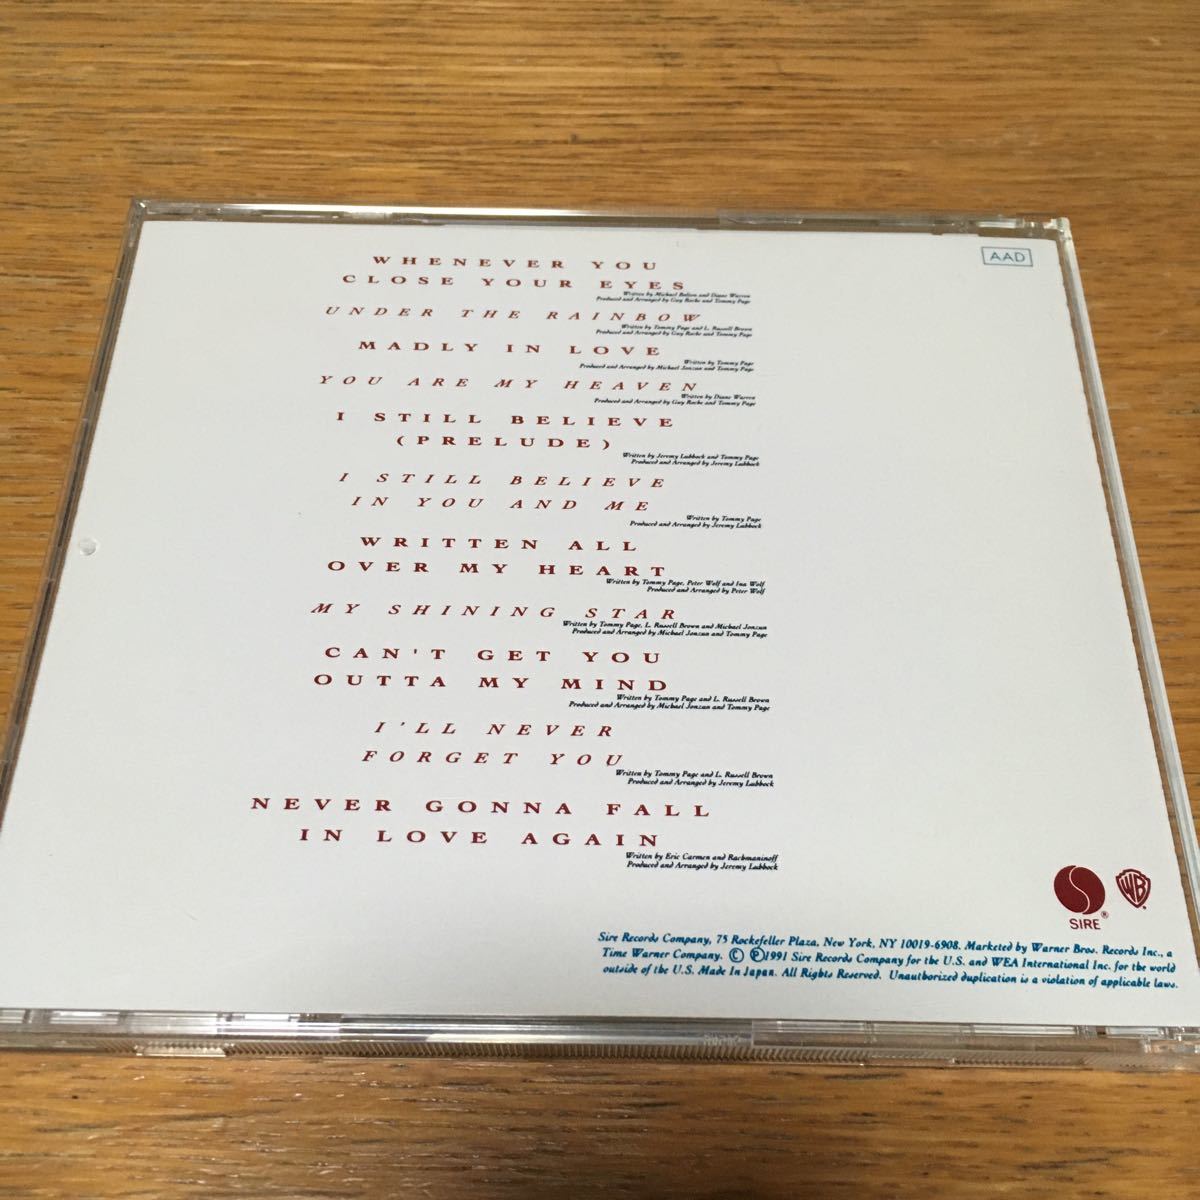 AAD
WHENEVER YOU
CLOSE YOUR EYES
Written by Michael Bolton and Diane Warren
Produced and Arranged by Guy Roche and Tommy Page
UNDER THE RAINBOW
Written by Tommy Page and L. Russell Brown
Produced and Arranged by Guy Roche and Tommy Page
MADLY IN LOVE
Written by Tommy Page
Produced and Arranged by Michael Jonzun and Tommy Page
YOU ARE MY HEAVEN
Written by Diane Warren
Produced and Arranged by Guy Roche and Tommy Page
I STILL BELIEVE
(PRELUDE)
Written by Jeremy Lubbock and Tommy Page
Produced and Arranged by Jeremy Lubbock
I STILL BELIEVE
IN YOU AND ME
Written by Tommy Page
Produced and Arranged by Jeremy Lubbock
WRITTEN ALL
OVER MY HEART
Written by Tommy Page, Peter Wolf and Ina Wolf
Produced and Arranged by Peter Wolf
MY SHINING STAR
Written by Tommy Page, L. Russell Brown and Michael Jonzun
Produced and Arranged by Michael Jonzun and Tommy Page
CAN'T GET YOU
OUTTA MY MIND
Written by Tommy Page and L. Russell Brown
Produced and Arranged by Michael Jonzun and Tommy Page
I'LL NEVER
FORGET YOU
Written by Tommy Page and L. Russell Brown
Produced and Arranged by Jeremy Lubbock
NEVER GONNA FALL
IN LOVE AGAIN
Written by Eric Carmen and Rachmaninoff
Produced and Arranged by Jeremy Lubbock
SIRE®
WB
Sire Records Company, 75 Rockefeller Plaza, New York, NY 10019-6908. Marketed by Warner Bros. Records Inc., a
Time Warner Company. © ℗1991 Sire Records Company for the U.S. and WEA International Inc. for the world
outside of the U.S. Made In Japan. All Rights Reserved. Unauthorized duplication is a violation of applicable laws.